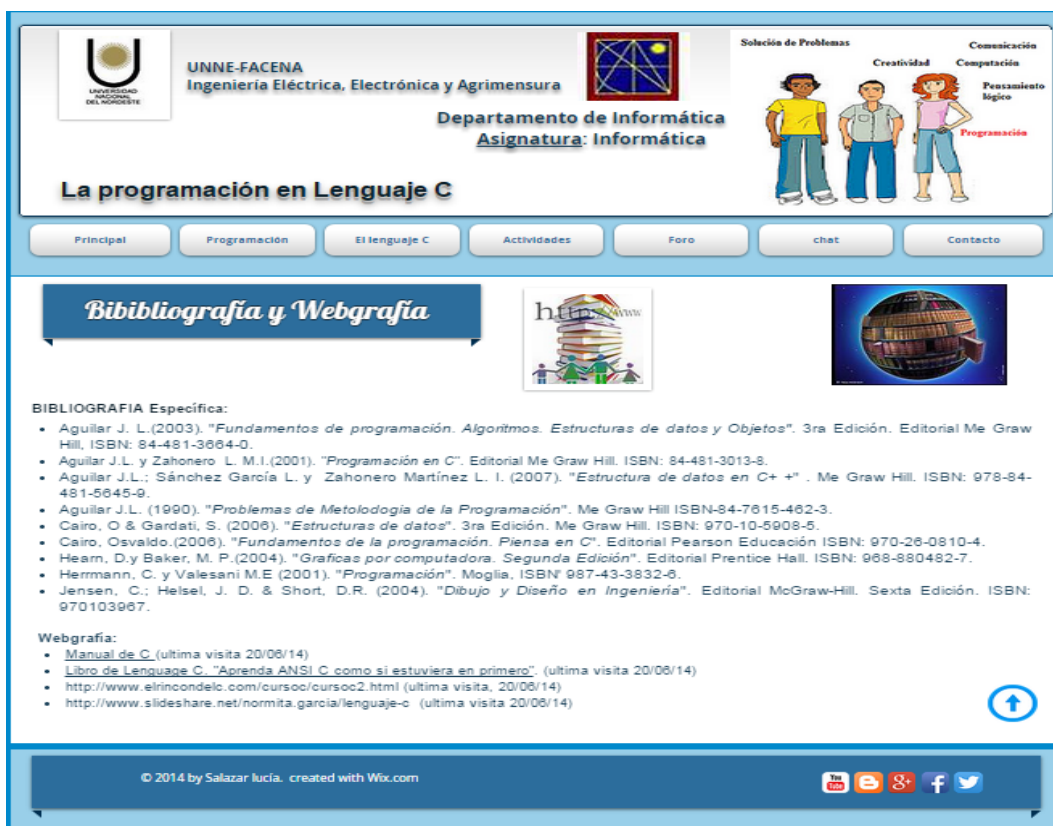 UNIVERSIDAD
NACIONAL
DEL NORDESTE
UNNE-FACENA
Ingeniería Eléctrica, Electrónica y Agrimensura
Departamento de Informática
Asignatura: Informática
La programación en Lenguaje C
Solución de Problemas
Comunicación
Creatividad
Computación
Pensamiento
lógico
Programación
Principal
Programación
El lenguaje C
Actividades
Foro
chat
Contacto
Bibibliografía y Webgrafía
http://www
BIBLIOGRAFIA Específica:
• Aguilar J. L.(2003). "Fundamentos de programación. Algoritmos. Estructuras de datos y Objetos". 3ra Edición. Editorial Me Graw
Hill, ISBN: 84-481-3664-0.
• Aguilar J.L. y Zahonero L. M.I.(2001). "Programación en C". Editorial Me Graw Hill. ISBN: 84-481-3013-8.
• Aguilar J.L.; Sánchez García L. y Zahonero Martínez L. I. (2007). "Estructura de datos en C+ +" . Me Graw Hill. ISBN: 978-84-
481-5645-9.
• Aguilar J.L. (1990). "Problemas de Metolodogia de la Programación". Me Graw Hill ISBN-84-7615-462-3.
• Cairo, O & Gardati, S. (2006). "Estructuras de datos". 3ra Edición. Me Graw Hill. ISBN: 970-10-5908-5.
• Cairo, Osvaldo.(2006). "Fundamentos de la programación. Piensa en C". Editorial Pearson Educación ISBN: 970-26-0810-4.
• Hearn, D.y Baker, M. P.(2004). "Graficas por computadora. Segunda Edición". Editorial Prentice Hall. ISBN: 968-880482-7.
• Herrmann, C. y Valesani M.E (2001). "Programación". Moglia, ISBN' 987-43-3832-6.
• Jensen, C.; Helsel, J. D. & Short, D.R. (2004). "Dibujo y Diseño en Ingeniería". Editorial McGraw-Hill. Sexta Edición. ISBN:
970103967.
Webgrafía:
• Manual de C (ultima visita 20/06/14)
• Libro de Lenguage C. "Aprenda ANSI C como si estuviera en primero". (ultima visita 20/06/14)
• http://www.elrincondelc.com/cursoc/cursoc2.html (ultima visita, 20/06/14)
• http://www.slideshare.net/normita.garcia/lenguaje-c (ultima visita 20/06/14)
© 2014 by Salazar lucía. created with Wix.com
You
Tube